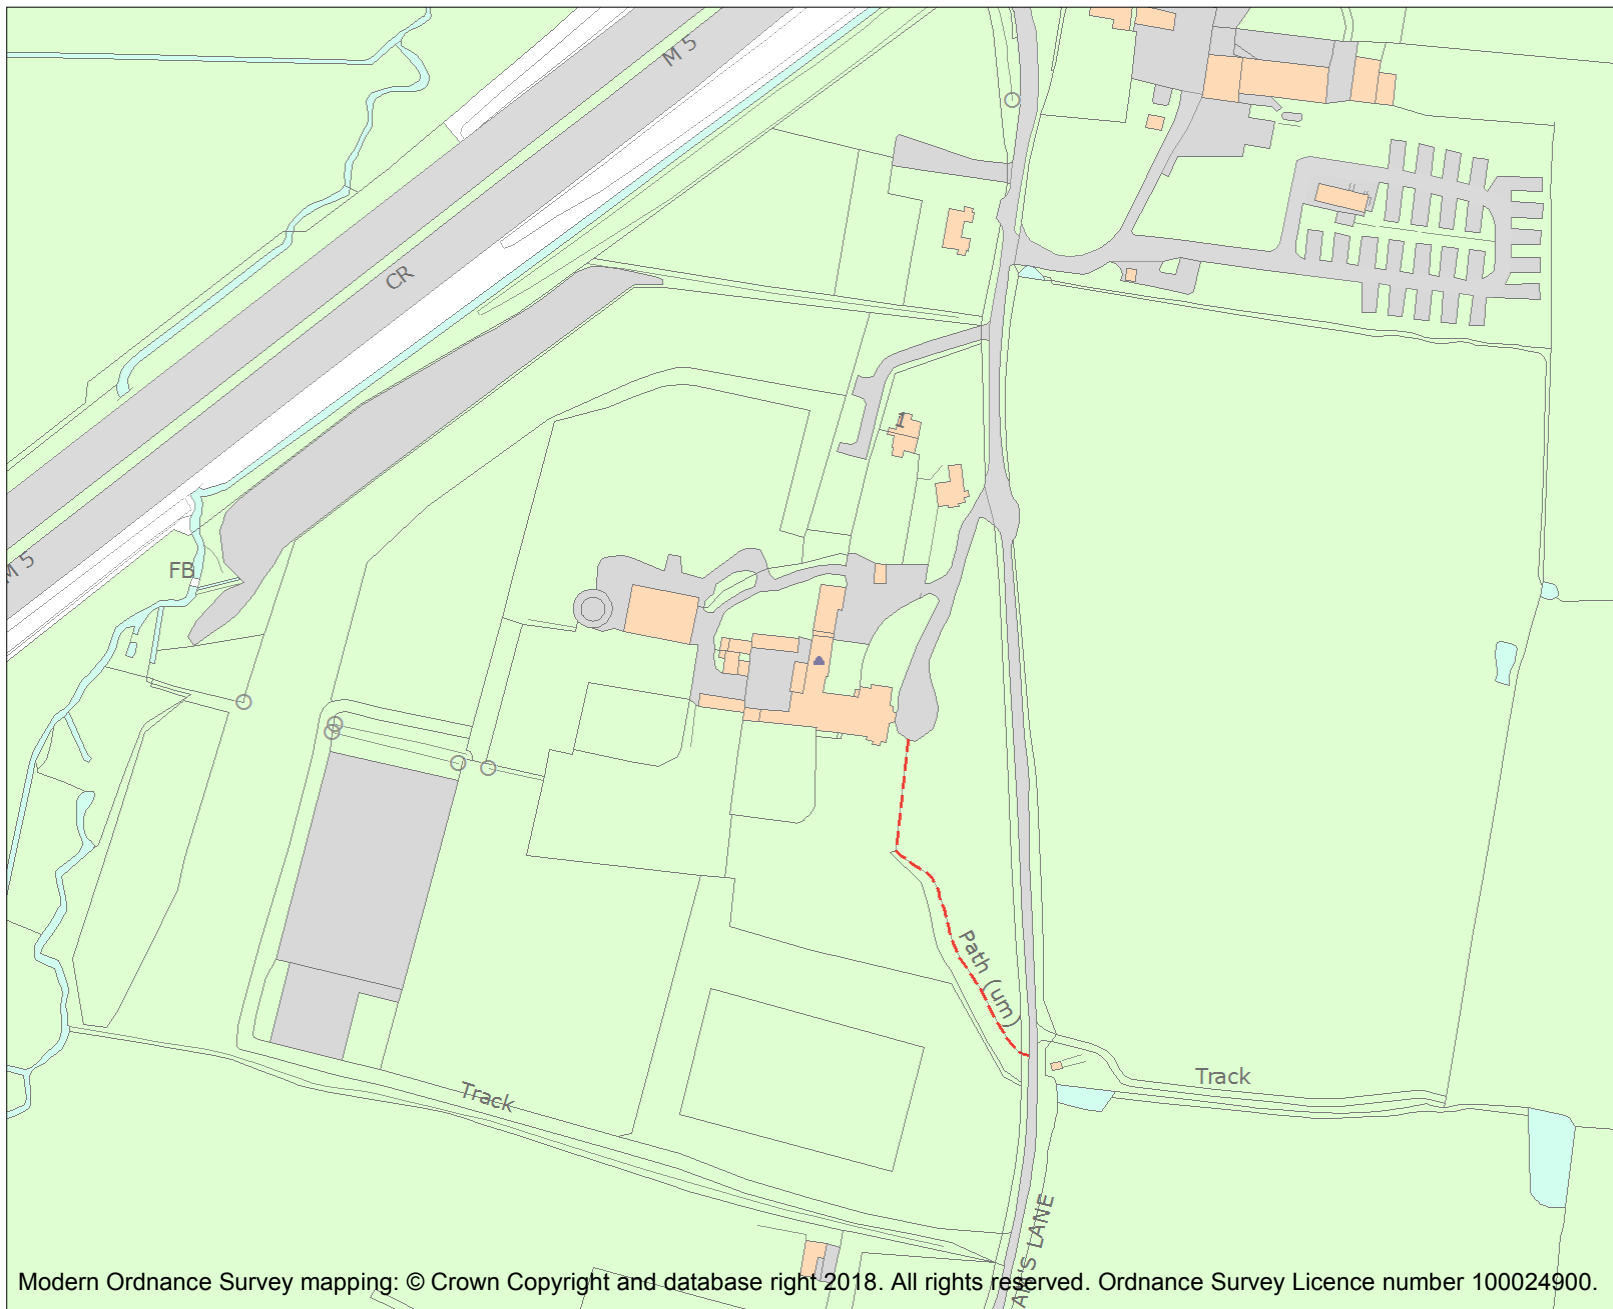 M 5
CR
1
M 5
FB
Path (um)
Track
Track
LANE
Modern Ordnance Survey mapping: © Crown Copyright and database right 2018. All rights reserved. Ordnance Survey Licence number 100024900.